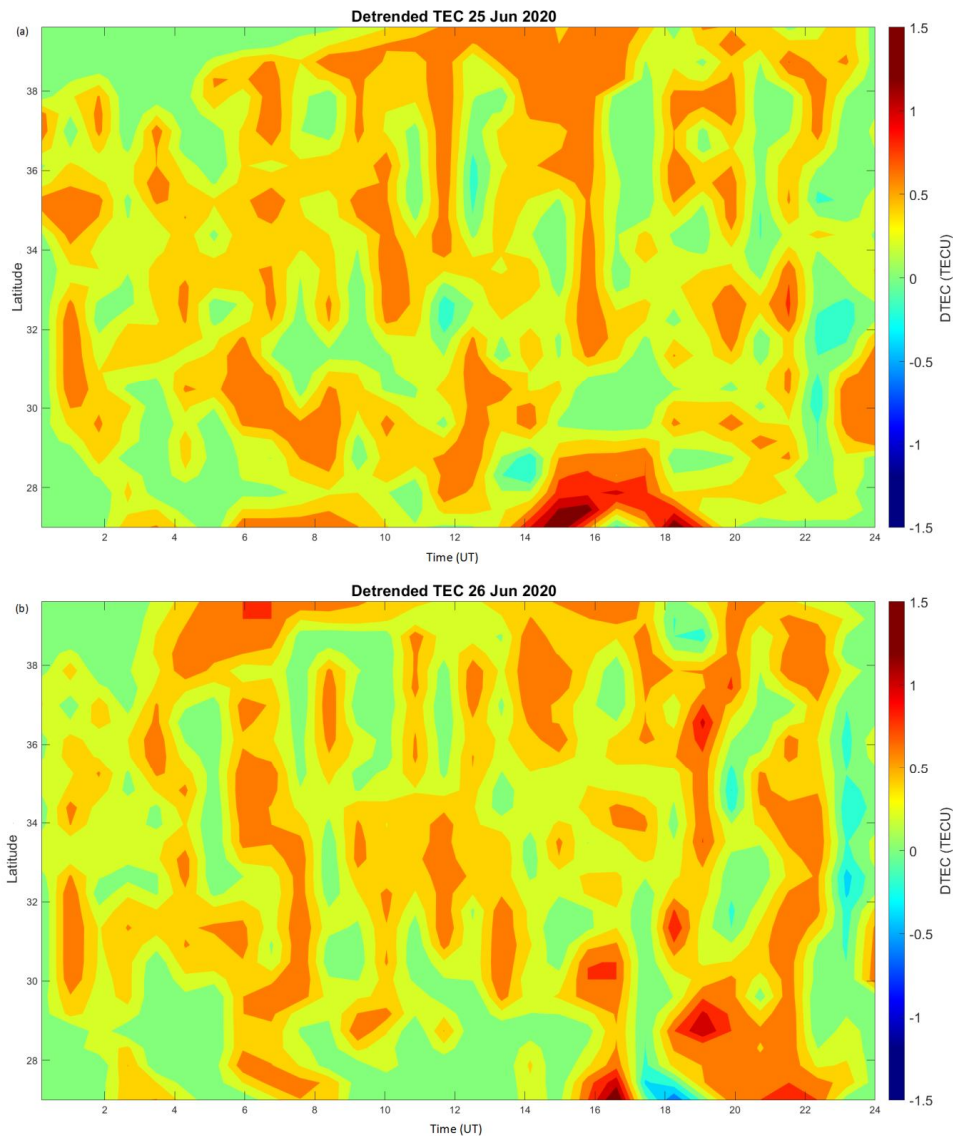 Detrended TEC 25 Jun 2020
(a)
1.5
38
1
36
0.5
34
Latitude
0
DTEC (TECU)
32
-0.5
30
-1
28
-1.5
2 4 6 8 10 12 14 16 18 20 22 24
Time (UT)
Detrended TEC 26 Jun 2020
(b)
1.5
38
1
36
0.5
34
Latitude
0
DTEC (TECU)
32
-0.5
30
-1
28
-1.5
2 4 6 8 10 12 14 16 18 20 22 24
Time (UT)